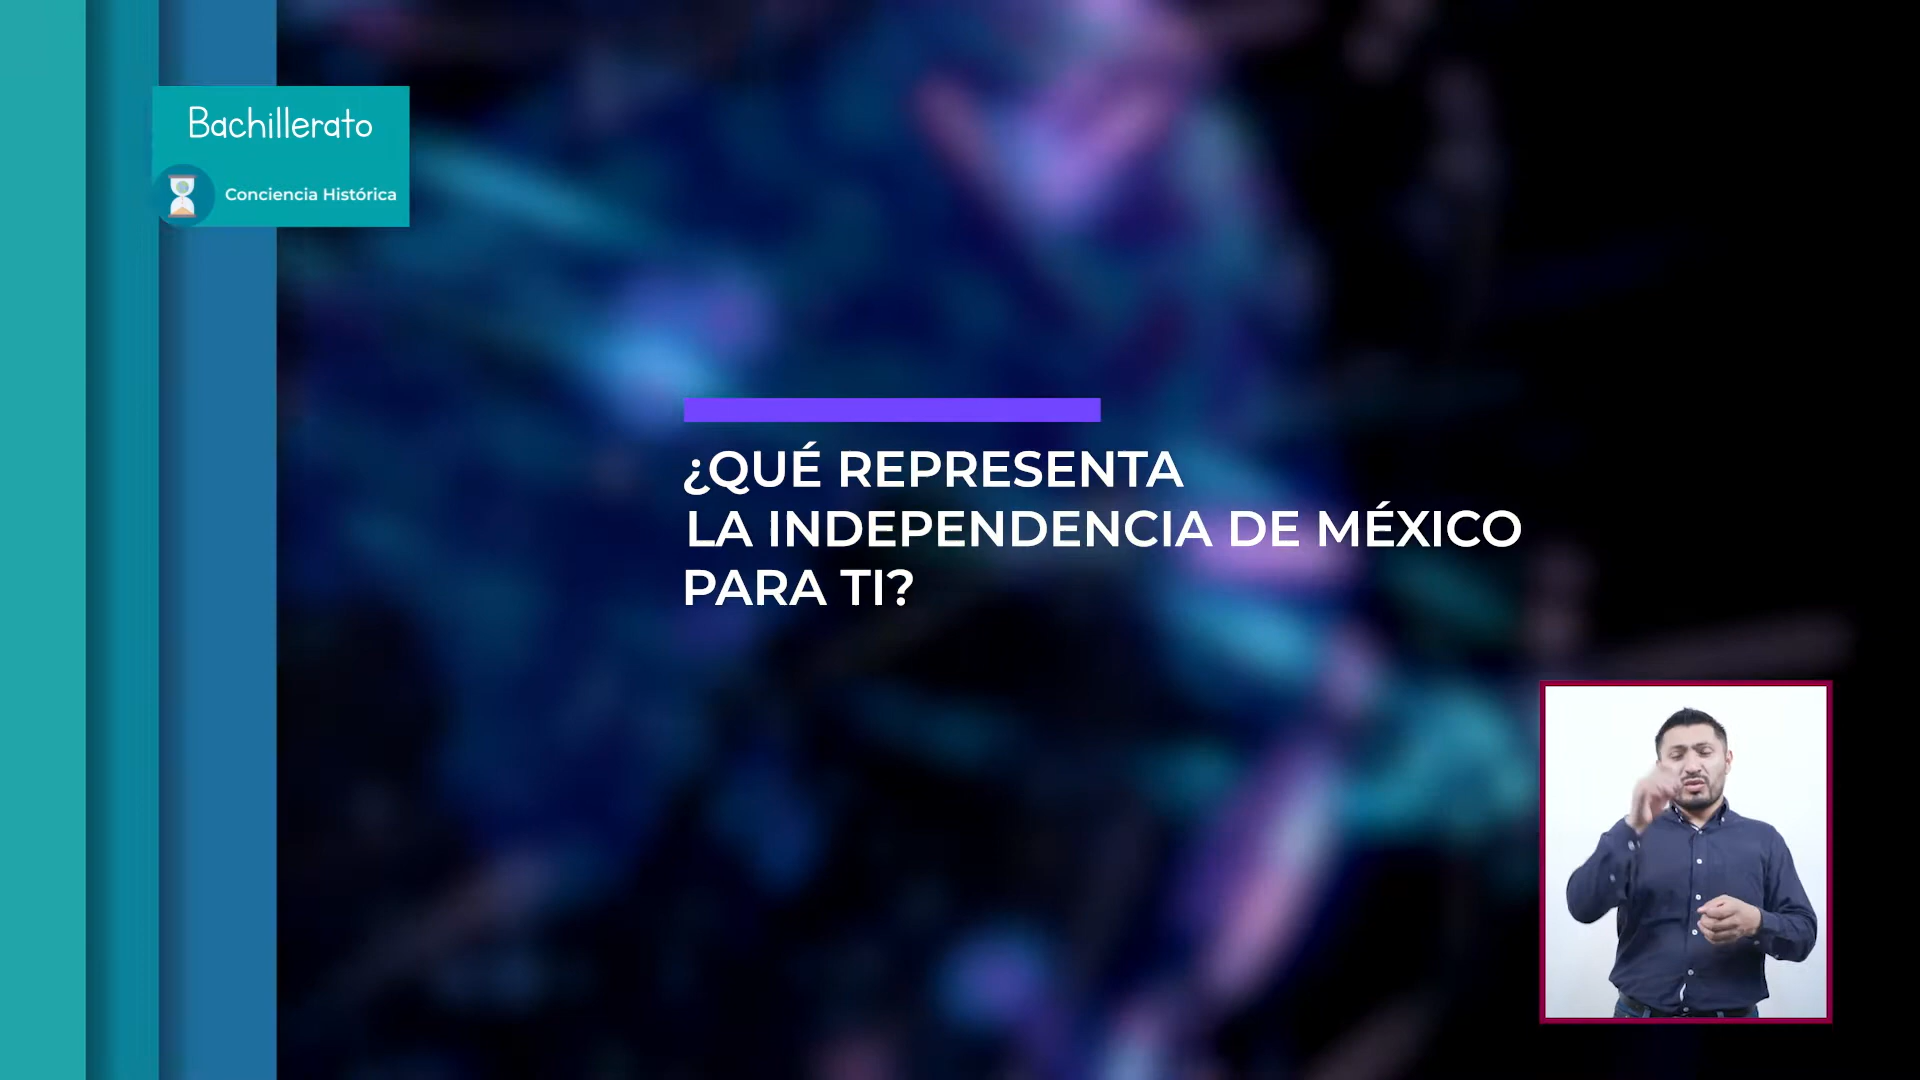 Bachillerato
Conciencia Histórica
¿QUÉ REPRESENTA
LA INDEPENDENCIA DE MÉXICO
PARA TI?